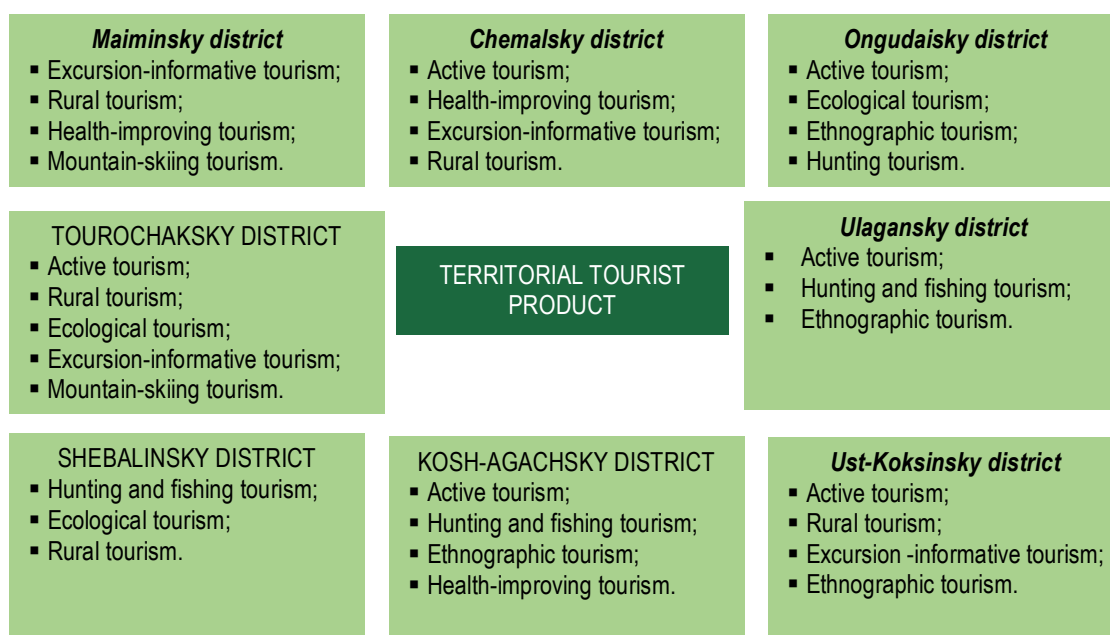 Maiminsky district
▪ Excursion-informative tourism;
▪ Rural tourism;
▪ Health-improving tourism;
▪ Mountain-skiing tourism.
Chemalsky district
▪ Active tourism;
▪ Health-improving tourism;
▪ Excursion-informative tourism;
▪ Rural tourism.
Ongudaisky district
▪ Active tourism;
▪ Ecological tourism;
▪ Ethnographic tourism;
▪ Hunting tourism.
TOUROCHAKSKY DISTRICT
▪ Active tourism;
▪ Rural tourism;
▪ Ecological tourism;
▪ Excursion-informative tourism;
▪ Mountain-skiing tourism.
TERRITORIAL TOURIST
PRODUCT
Ulagansky district
▪ Active tourism;
▪ Hunting and fishing tourism;
▪ Ethnographic tourism.
SHEBALINSKY DISTRICT
▪ Hunting and fishing tourism;
▪ Ecological tourism;
▪ Rural tourism.
KOSH-AGACHSKY DISTRICT
▪ Active tourism;
▪ Hunting and fishing tourism;
▪ Ethnographic tourism;
▪ Health-improving tourism.
Ust-Koksinsky district
▪ Active tourism;
▪ Rural tourism;
▪ Excursion -informative tourism;
▪ Ethnographic tourism.